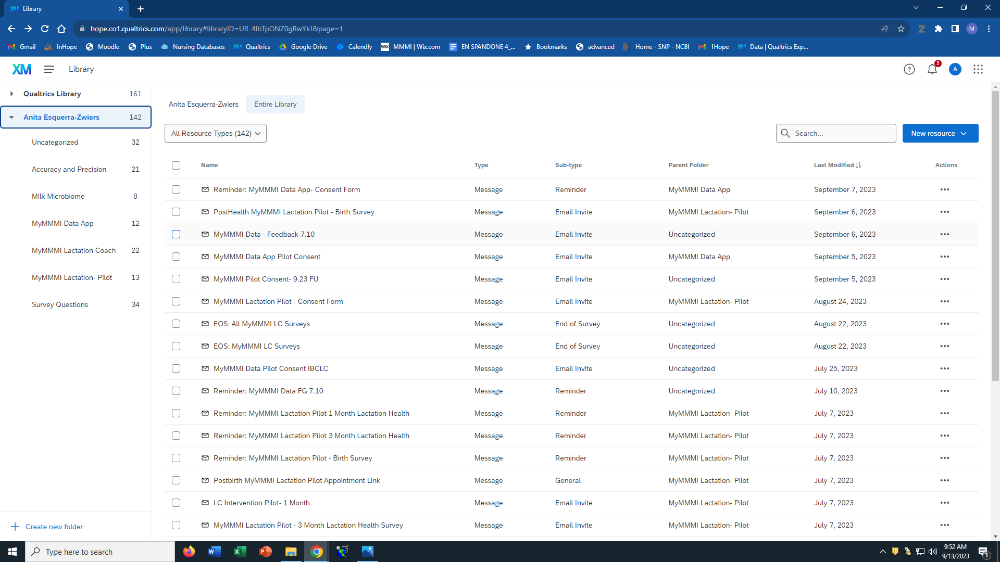 Library
hope.co1.qualtrics.com/app/library#libraryID=UR_4IbTpONZ0gRwYkJ&page=1
Z M
Gmail InHope Moodle Plus Nursing Databases Qualtrics Google Drive Calendly WIX MMMI | Wix.com EN SPANDONE 4_... Bookmarks advanced Home - SNP - NCBI 1Hope Data | Qualtrics Exp...
XM Library ? 5 A
Qualtrics Library 161
Anita Esquerra-Zwiers 142
Uncategorized 32
Accuracy and Precision 21
Milk Microbiome 8
MyMMMI Data App 12
MyMMMI Lactation Coach 22
MyMMMI Lactation- Pilot 13
Survey Questions 34
Create new folder
Anita Esquerra-Zwiers Entire Library
All Resource Types (142) Search... New resource
Name Type Sub-type Parent Folder Last Modified Actions
Reminder: MyMMMI Data App- Consent Form Message Reminder MyMMMI Data App September 7, 2023
PostHealth MyMMMI Lactation Pilot - Birth Survey Message Email Invite MyMMMI Lactation- Pilot September 6, 2023
MyMMMI Data - Feedback 7.10 Message Email Invite Uncategorized September 6, 2023
MyMMMI Data App Pilot Consent Message Email Invite MyMMMI Data App September 5, 2023
MyMMMI Pilot Consent- 9.23 FU Message Email Invite Uncategorized September 5, 2023
MyMMMI Lactation Pilot - Consent Form Message Email Invite MyMMMI Lactation- Pilot August 24, 2023
EOS: All MyMMMI LC Surveys Message End of Survey Uncategorized August 22, 2023
EOS: MyMMMI LC Surveys Message End of Survey Uncategorized August 22, 2023
MyMMMI Data Pilot Consent IBCLC Message Email Invite Uncategorized July 25, 2023
Reminder: MyMMMI Data FG 7.10 Message Reminder Uncategorized July 10, 2023
Reminder: MyMMMI Lactation Pilot 1 Month Lactation Health Message Reminder MyMMMI Lactation- Pilot July 7, 2023
Reminder: MyMMMI Lactation Pilot 3 Month Lactation Health Message Reminder MyMMMI Lactation- Pilot July 7, 2023
Reminder: MyMMMI Lactation Pilot - Birth Survey Message Reminder MyMMMI Lactation- Pilot July 7, 2023
Postbirth MyMMMI Lactation Pilot Appointment Link Message General MyMMMI Lactation- Pilot July 7, 2023
LC Intervention Pilot- 1 Month Message Email Invite MyMMMI Lactation- Pilot July 7, 2023
MyMMMI Lactation Pilot - 3 Month Lactation Health Survey Message Email Invite MyMMMI Lactation- Pilot July 7, 2023
Type here to search
9:52 AM
9/13/2023
1